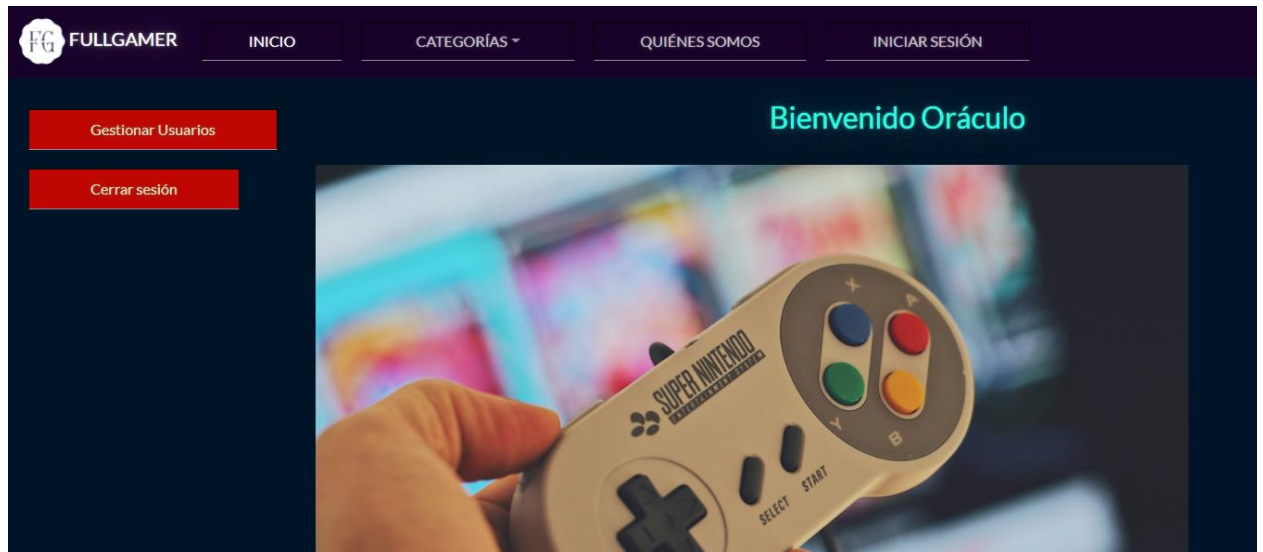 FG FULLGAMER
INICIO
CATEGORÍAS
QUIÉNES SOMOS
INICIAR SESIÓN
Gestionar Usuarios
Cerrar sesión
Bienvenido Oráculo
SUPER NINTENDO
ENTERTAINMENT SYSTEM
X
A
Y
B
SELECT
START